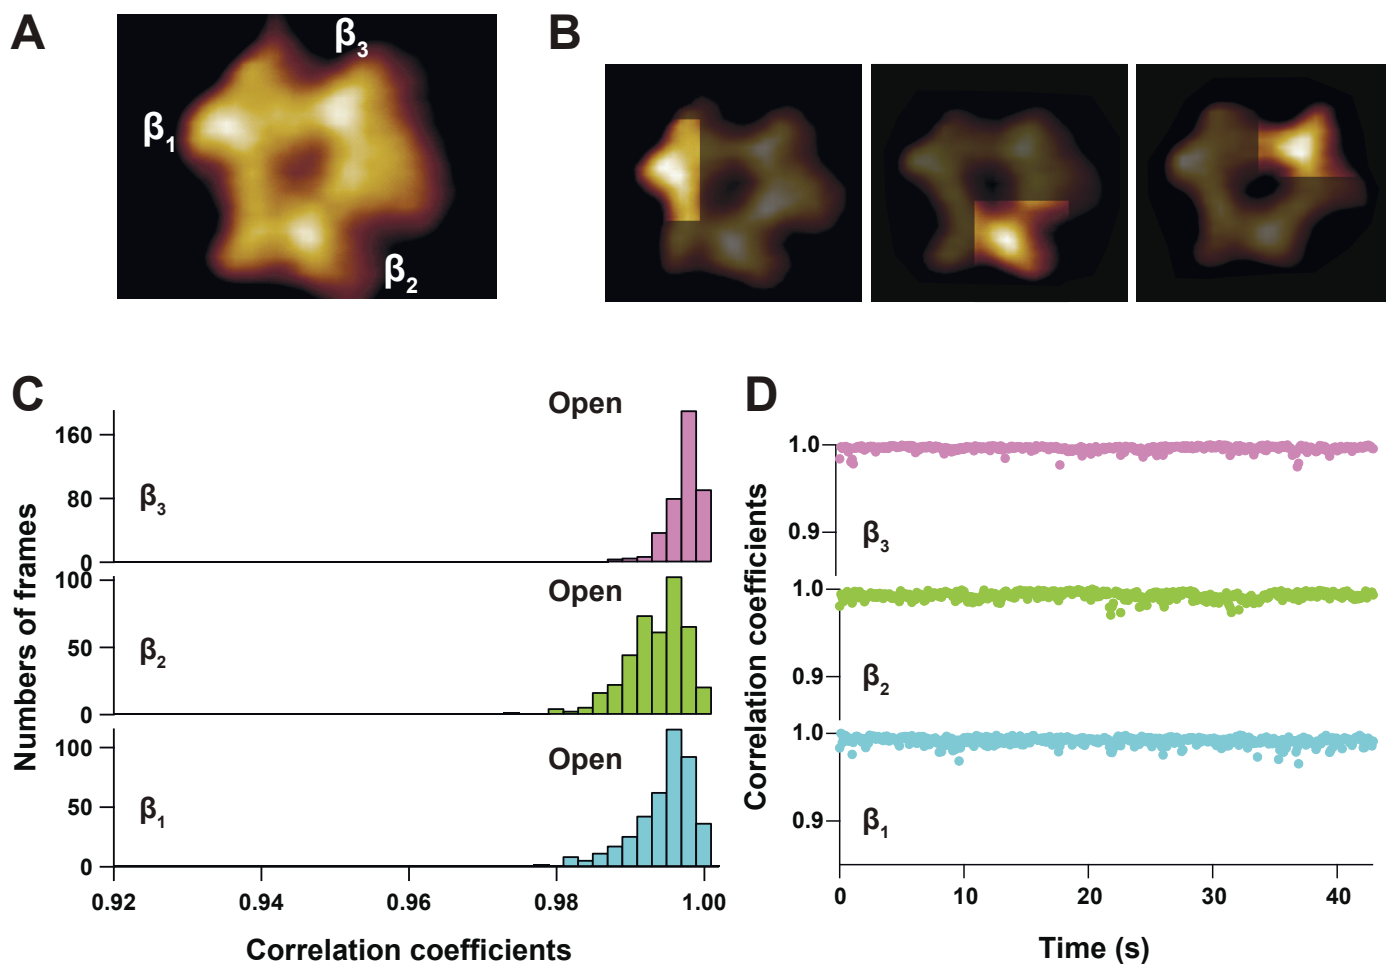 A
β1
β3
β2
B
C
Numbers of frames
160
80
0
β3
Open
100
50
0
β2
Open
100
50
0
β1
Open
0.92
0.94
0.96
0.98
1.00
Correlation coefficients
D
Correlation coefficients
1.0
0.9
β3
1.0
0.9
β2
1.0
0.9
β1
0
10
20
30
40
Time (s)